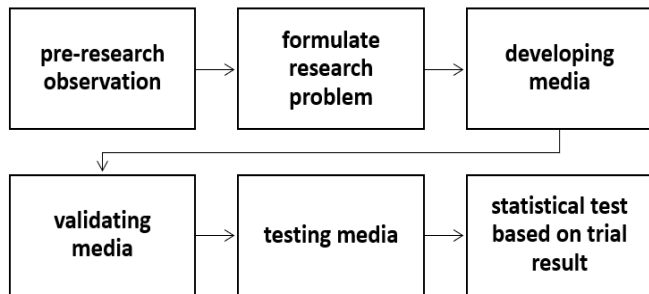 pre-research
observation
formulate
research
problem
developing
media
validating
media
testing media
statistical test
based on trial
result